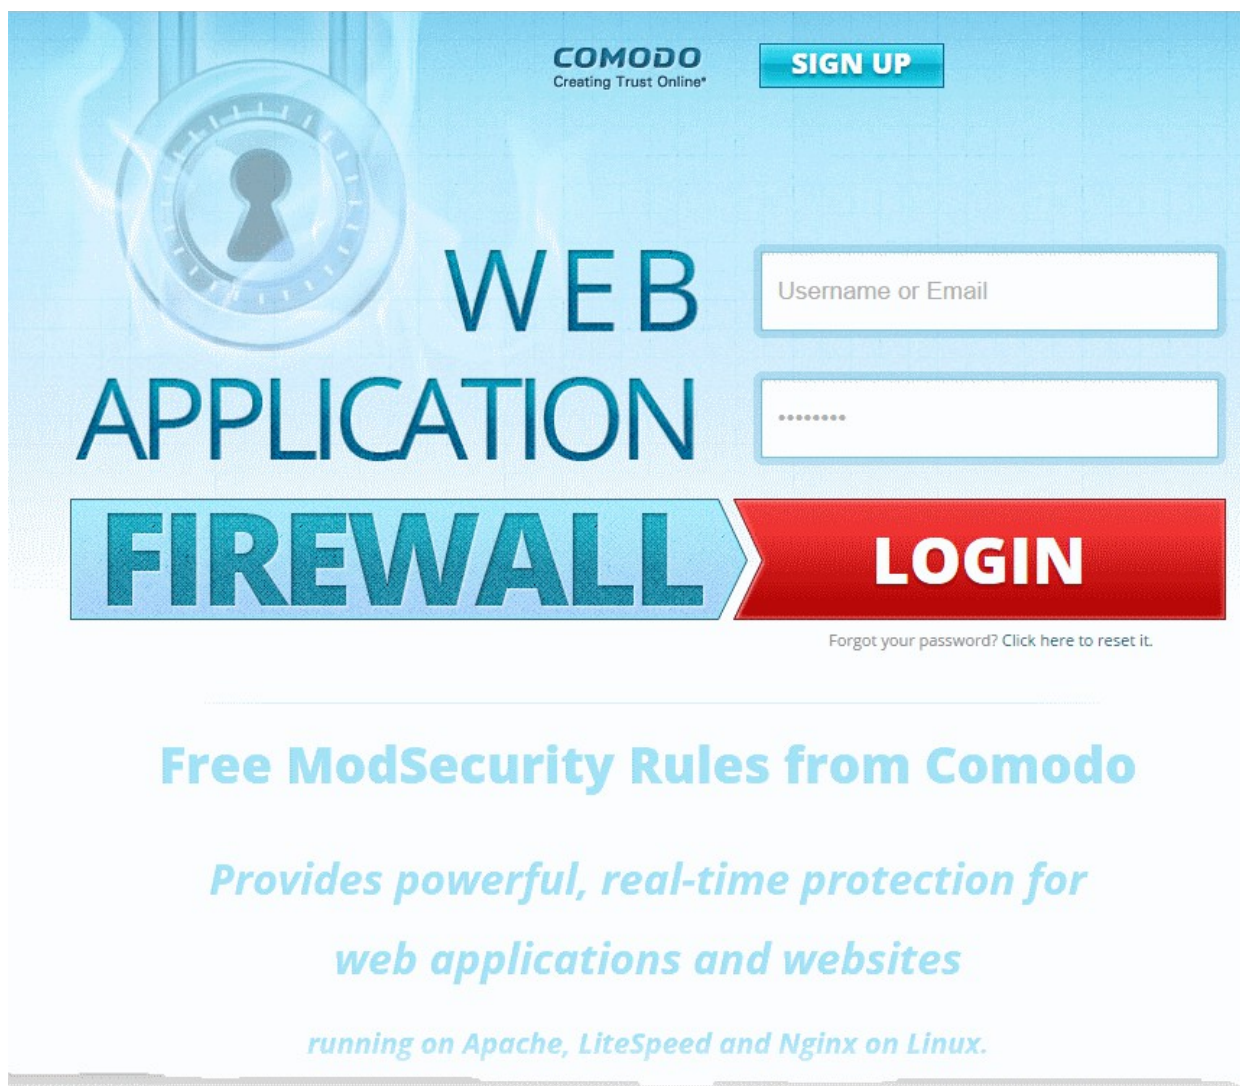 COMODO
Creating Trust Online®
SIGN UP
WEB
APPLICATION
FIREWALL
Username or Email
••••••••
LOGIN
Forgot your password? Click here to reset it.
Free ModSecurity Rules from Comodo
Provides powerful, real-time protection for
web applications and websites
running on Apache, LiteSpeed and Nginx on Linux.